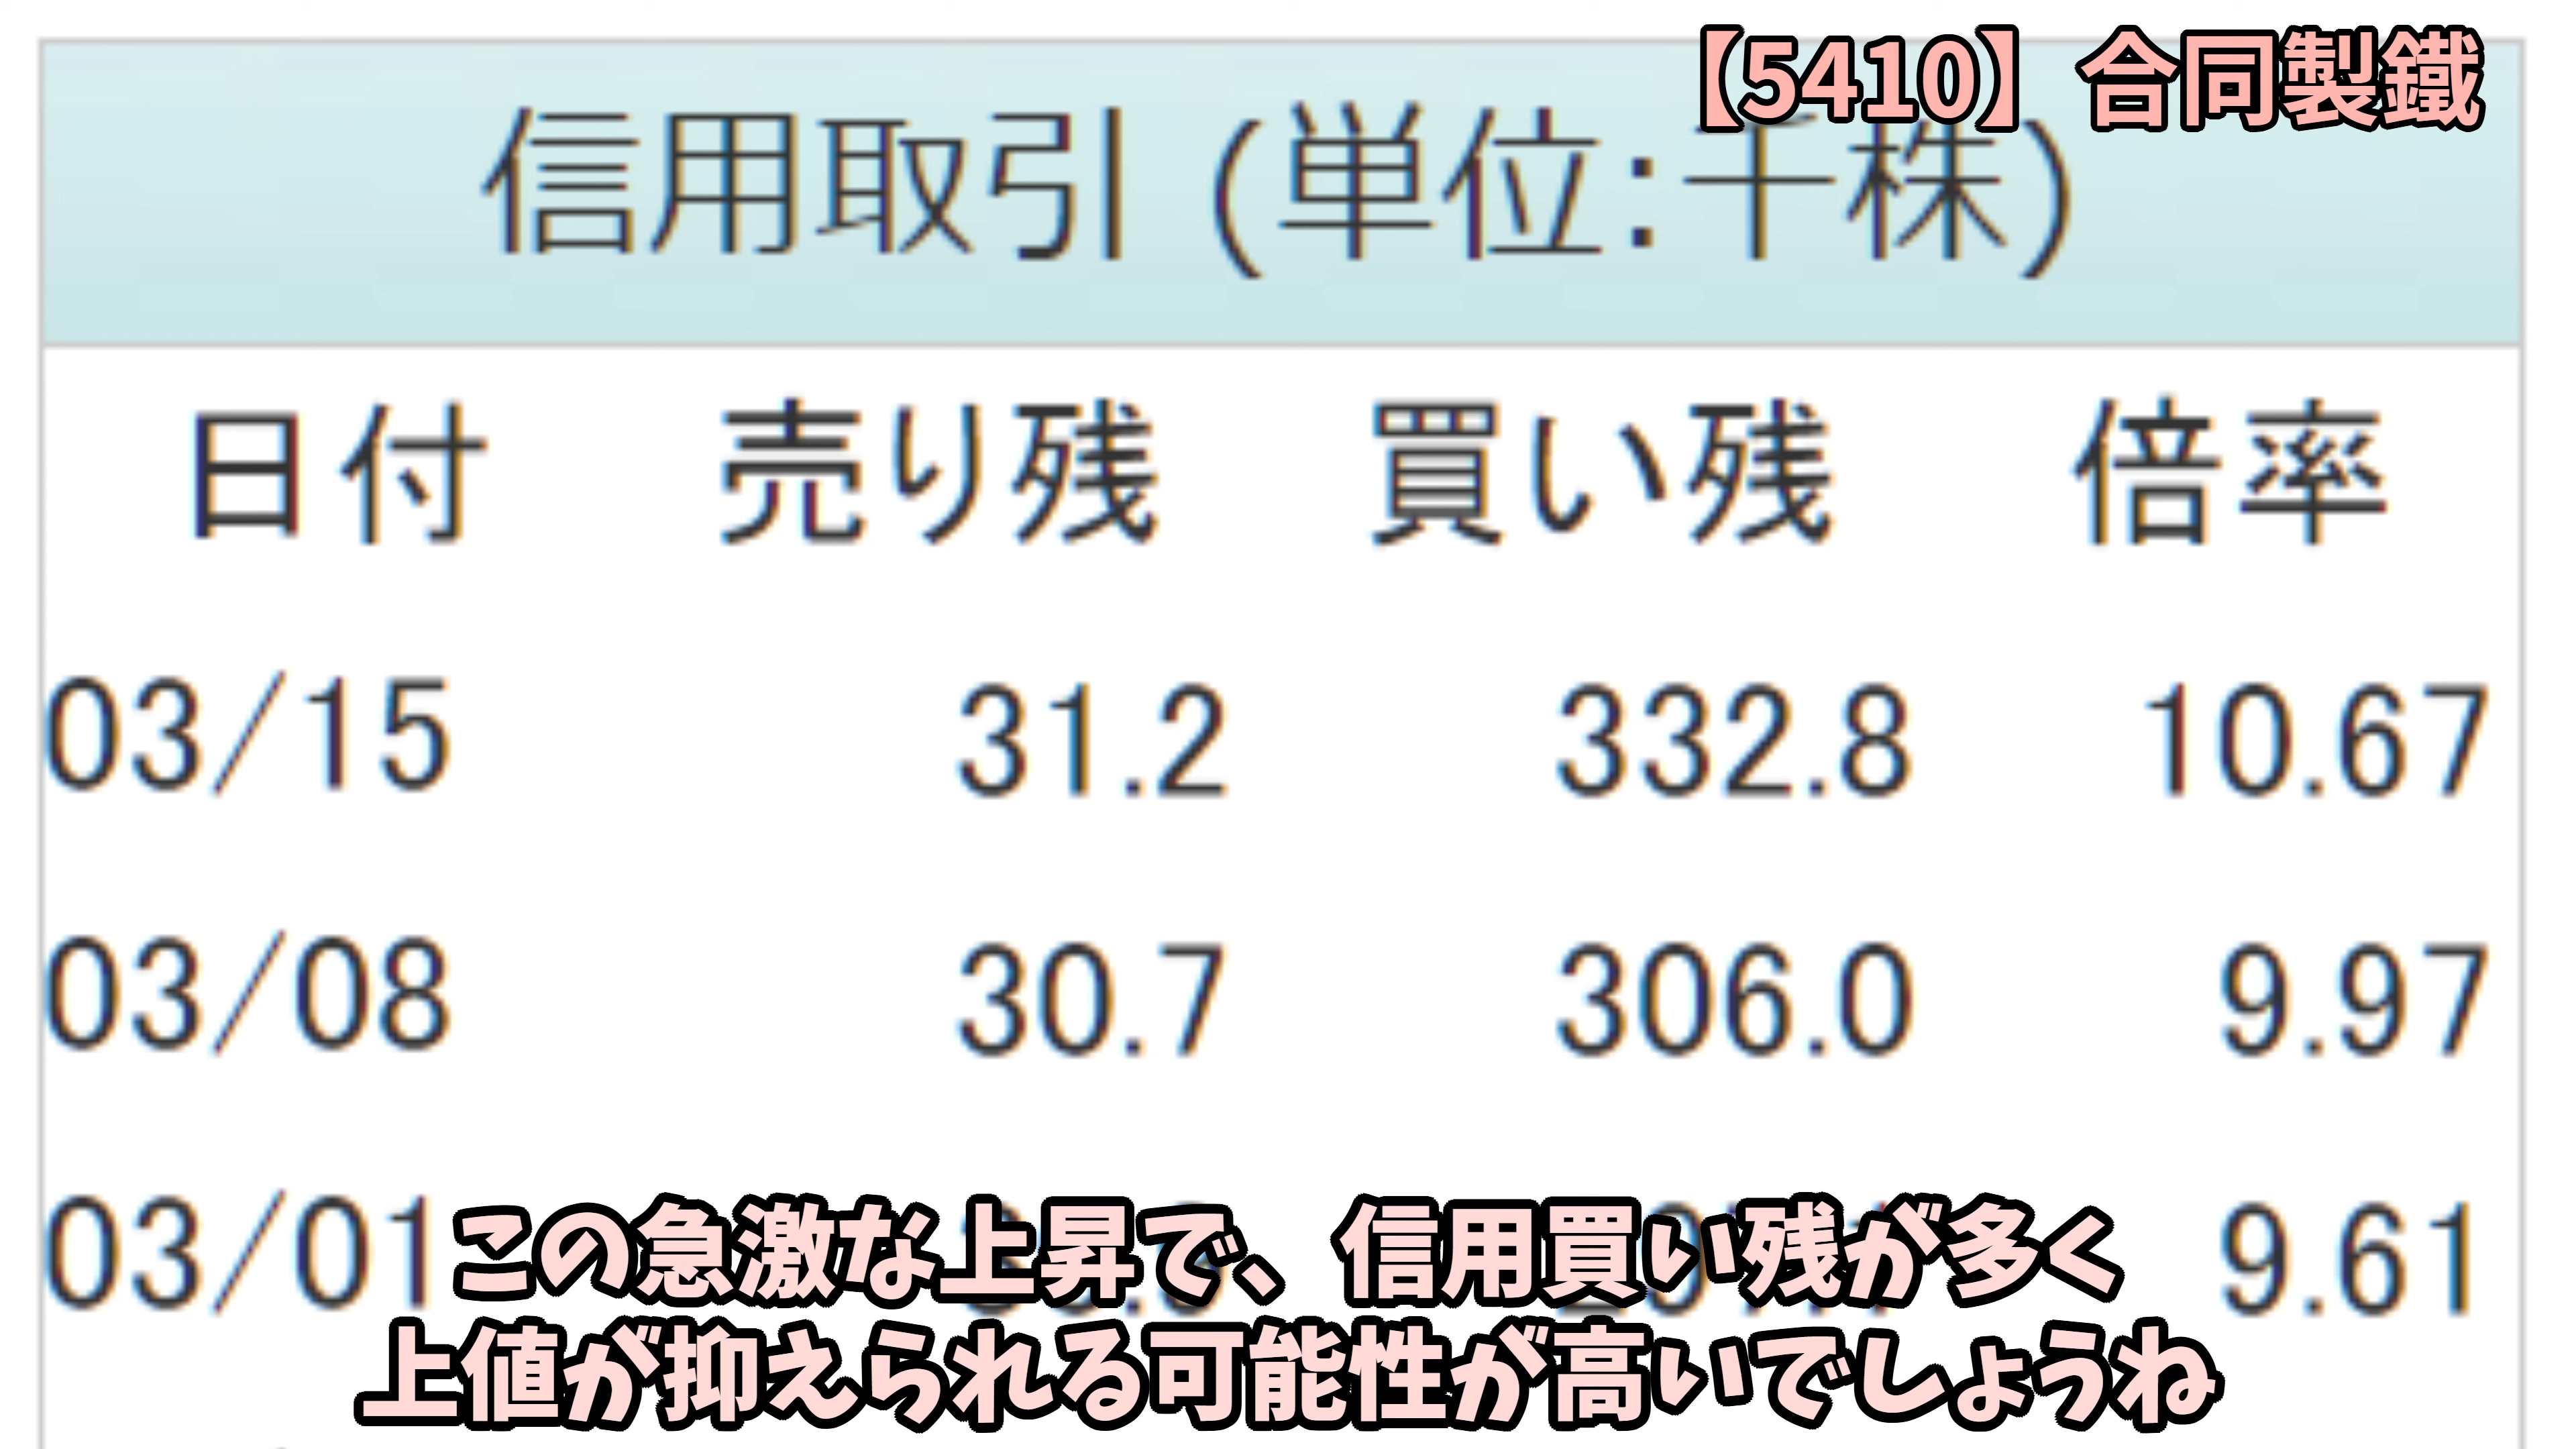 【5410】合同製鐵
信用取引 (単位:千株)
日付 売り残 買い残 倍率
03/15 31.2 332.8 10.67
03/08 30.7 306.0 9.97
03/01 9.61
この急激な上昇で、信用買い残が多く
上値が抑えられる可能性が高いでしょうね